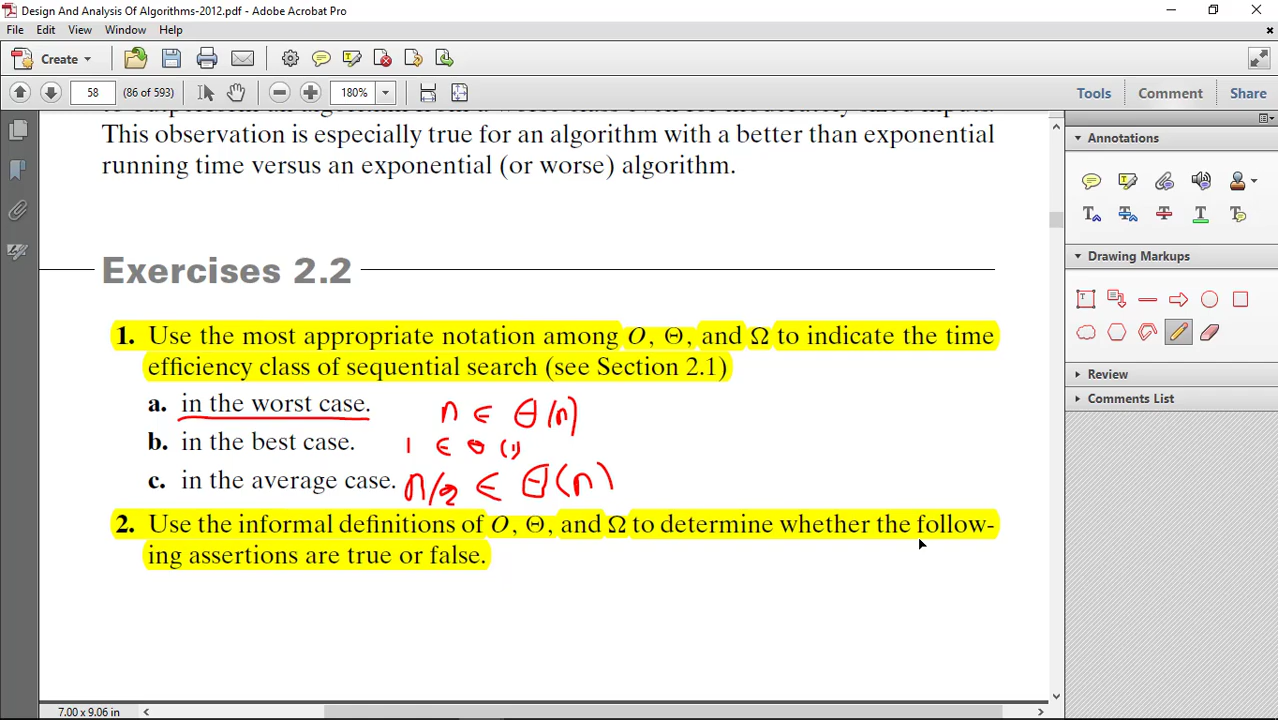 Design And Analysis Of Algorithms-2012.pdf - Adobe Acrobat Pro
File Edit View Window Help
Create
58 (86 of 593) 180% Tools Comment Share
This observation is especially true for an algorithm with a better than exponential
running time versus an exponential (or worse) algorithm.
Exercises 2.2
1. Use the most appropriate notation among O, Θ, and Ω to indicate the time
efficiency class of sequential search (see Section 2.1)
a. in the worst case. n ∈ Θ(n)
b. in the best case. 1 ∈ Θ (1)
c. in the average case. n/2 ∈ Θ(n)
2. Use the informal definitions of O, Θ, and Ω to determine whether the follow-
ing assertions are true or false.
Annotations
Drawing Markups
Review
Comments List
7.00 x 9.06 in